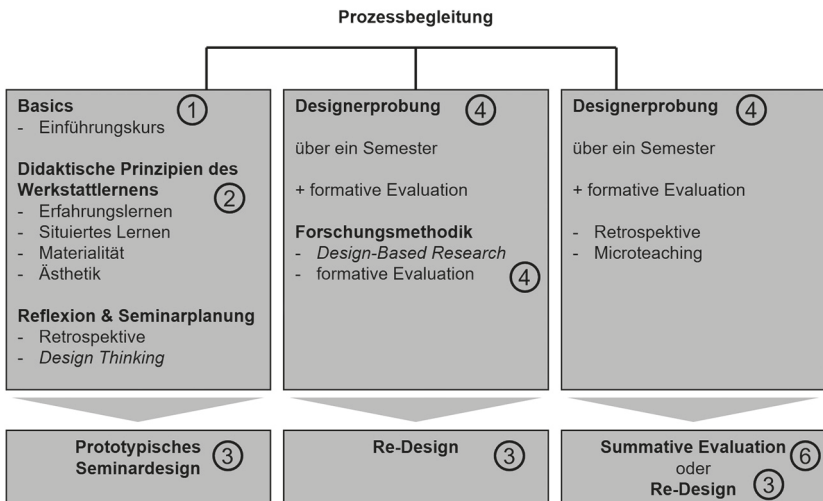 Prozessbegleitung
Basics 1
- Einführungskurs
Didaktische Prinzipien des
Werkstattlernens 2
- Erfahrungslernen
- Situiertes Lernen
- Materialität
- Ästhetik
Reflexion & Seminarplanung
- Retrospektive
- Design Thinking
Designerprobung 4
über ein Semester
+ formative Evaluation
Forschungsmethodik
- Design-Based Research
- formative Evaluation 4
Designerprobung 4
über ein Semester
+ formative Evaluation
- Retrospektive
- Microteaching
Prototypisches
Seminardesign 3
Re-Design 3
Summative Evaluation 6
oder
Re-Design 3